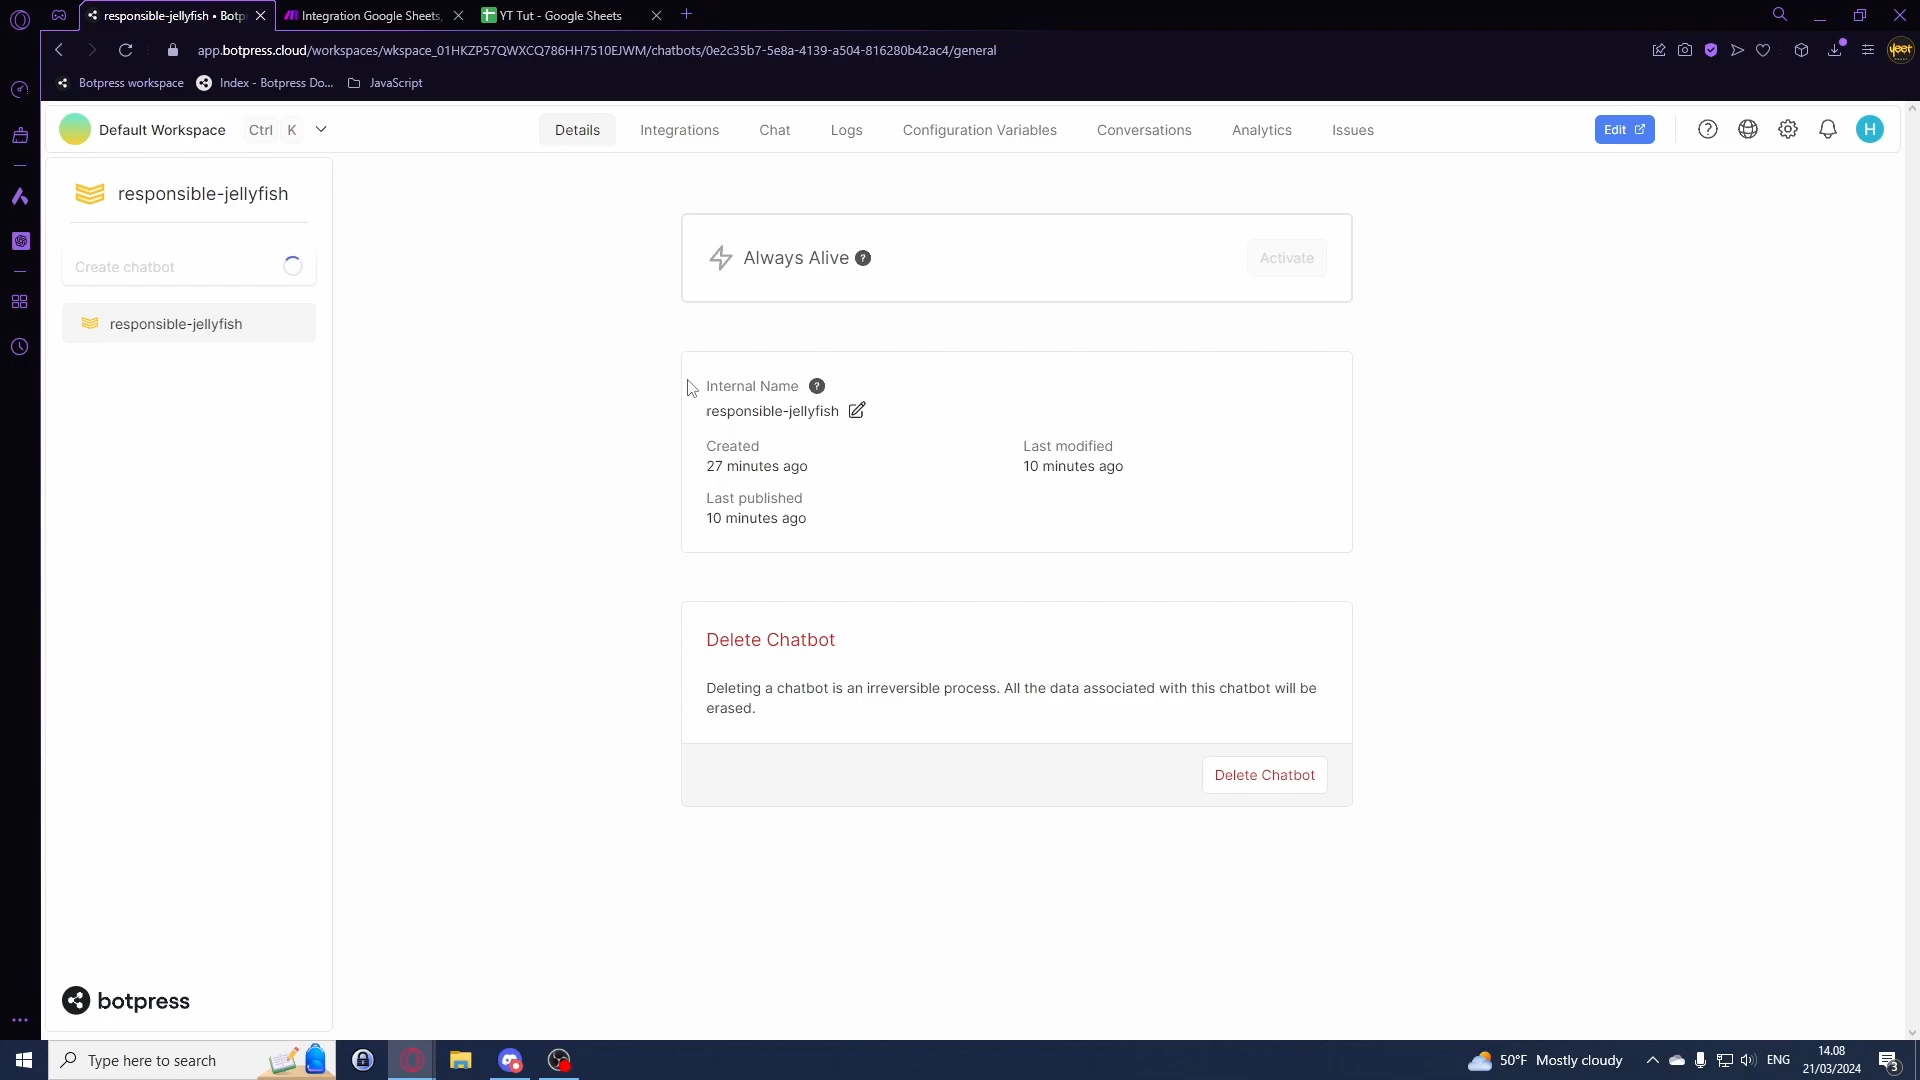 responsible-jellyfish • Botp
Integration Google Sheets,
YT Tut - Google Sheets
app.botpress.cloud/workspaces/wkspace_01HKZP57QWXCQ786HH7510EJWM/chatbots/0e2c35b7-5e8a-4139-a504-816280b42ac4/general
yeet
Botpress workspace
Index - Botpress Do...
JavaScript
Default Workspace
Ctrl
K
Details
Integrations
Chat
Logs
Configuration Variables
Conversations
Analytics
Issues
Edit
H
responsible-jellyfish
Create chatbot
responsible-jellyfish
Always Alive
Activate
Internal Name
responsible-jellyfish
Created
27 minutes ago
Last modified
10 minutes ago
Last published
10 minutes ago
Delete Chatbot
Deleting a chatbot is an irreversible process. All the data associated with this chatbot will be
erased.
Delete Chatbot
botpress
Type here to search
50°F Mostly cloudy
ENG
14.08
21/03/2024
3